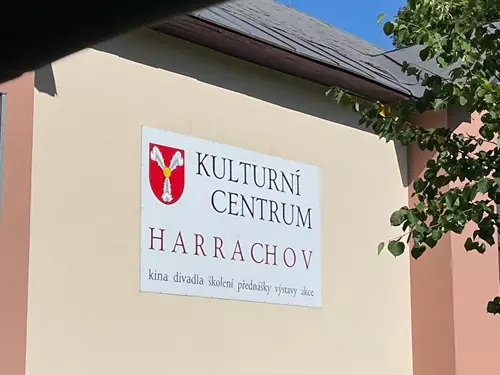 KULTURNÍ
CENTRUM
HARRACHOV
kina divadla školení přednášky výstavy akce